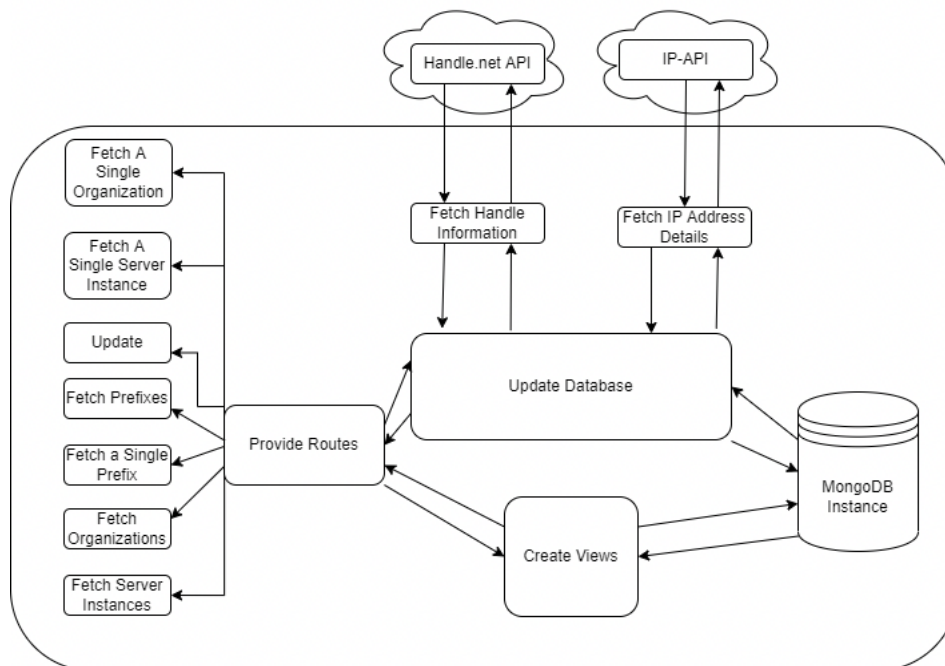 Handle.net API
IP-API
Fetch A
Single
Organization
Fetch Handle
Information
Fetch IP Address
Details
Fetch A
Single Server
Instance
Update
Fetch Prefixes
Fetch a Single
Prefix
Fetch
Organizations
Fetch Server
Instances
Provide Routes
Update Database
Create Views
MongoDB
Instance